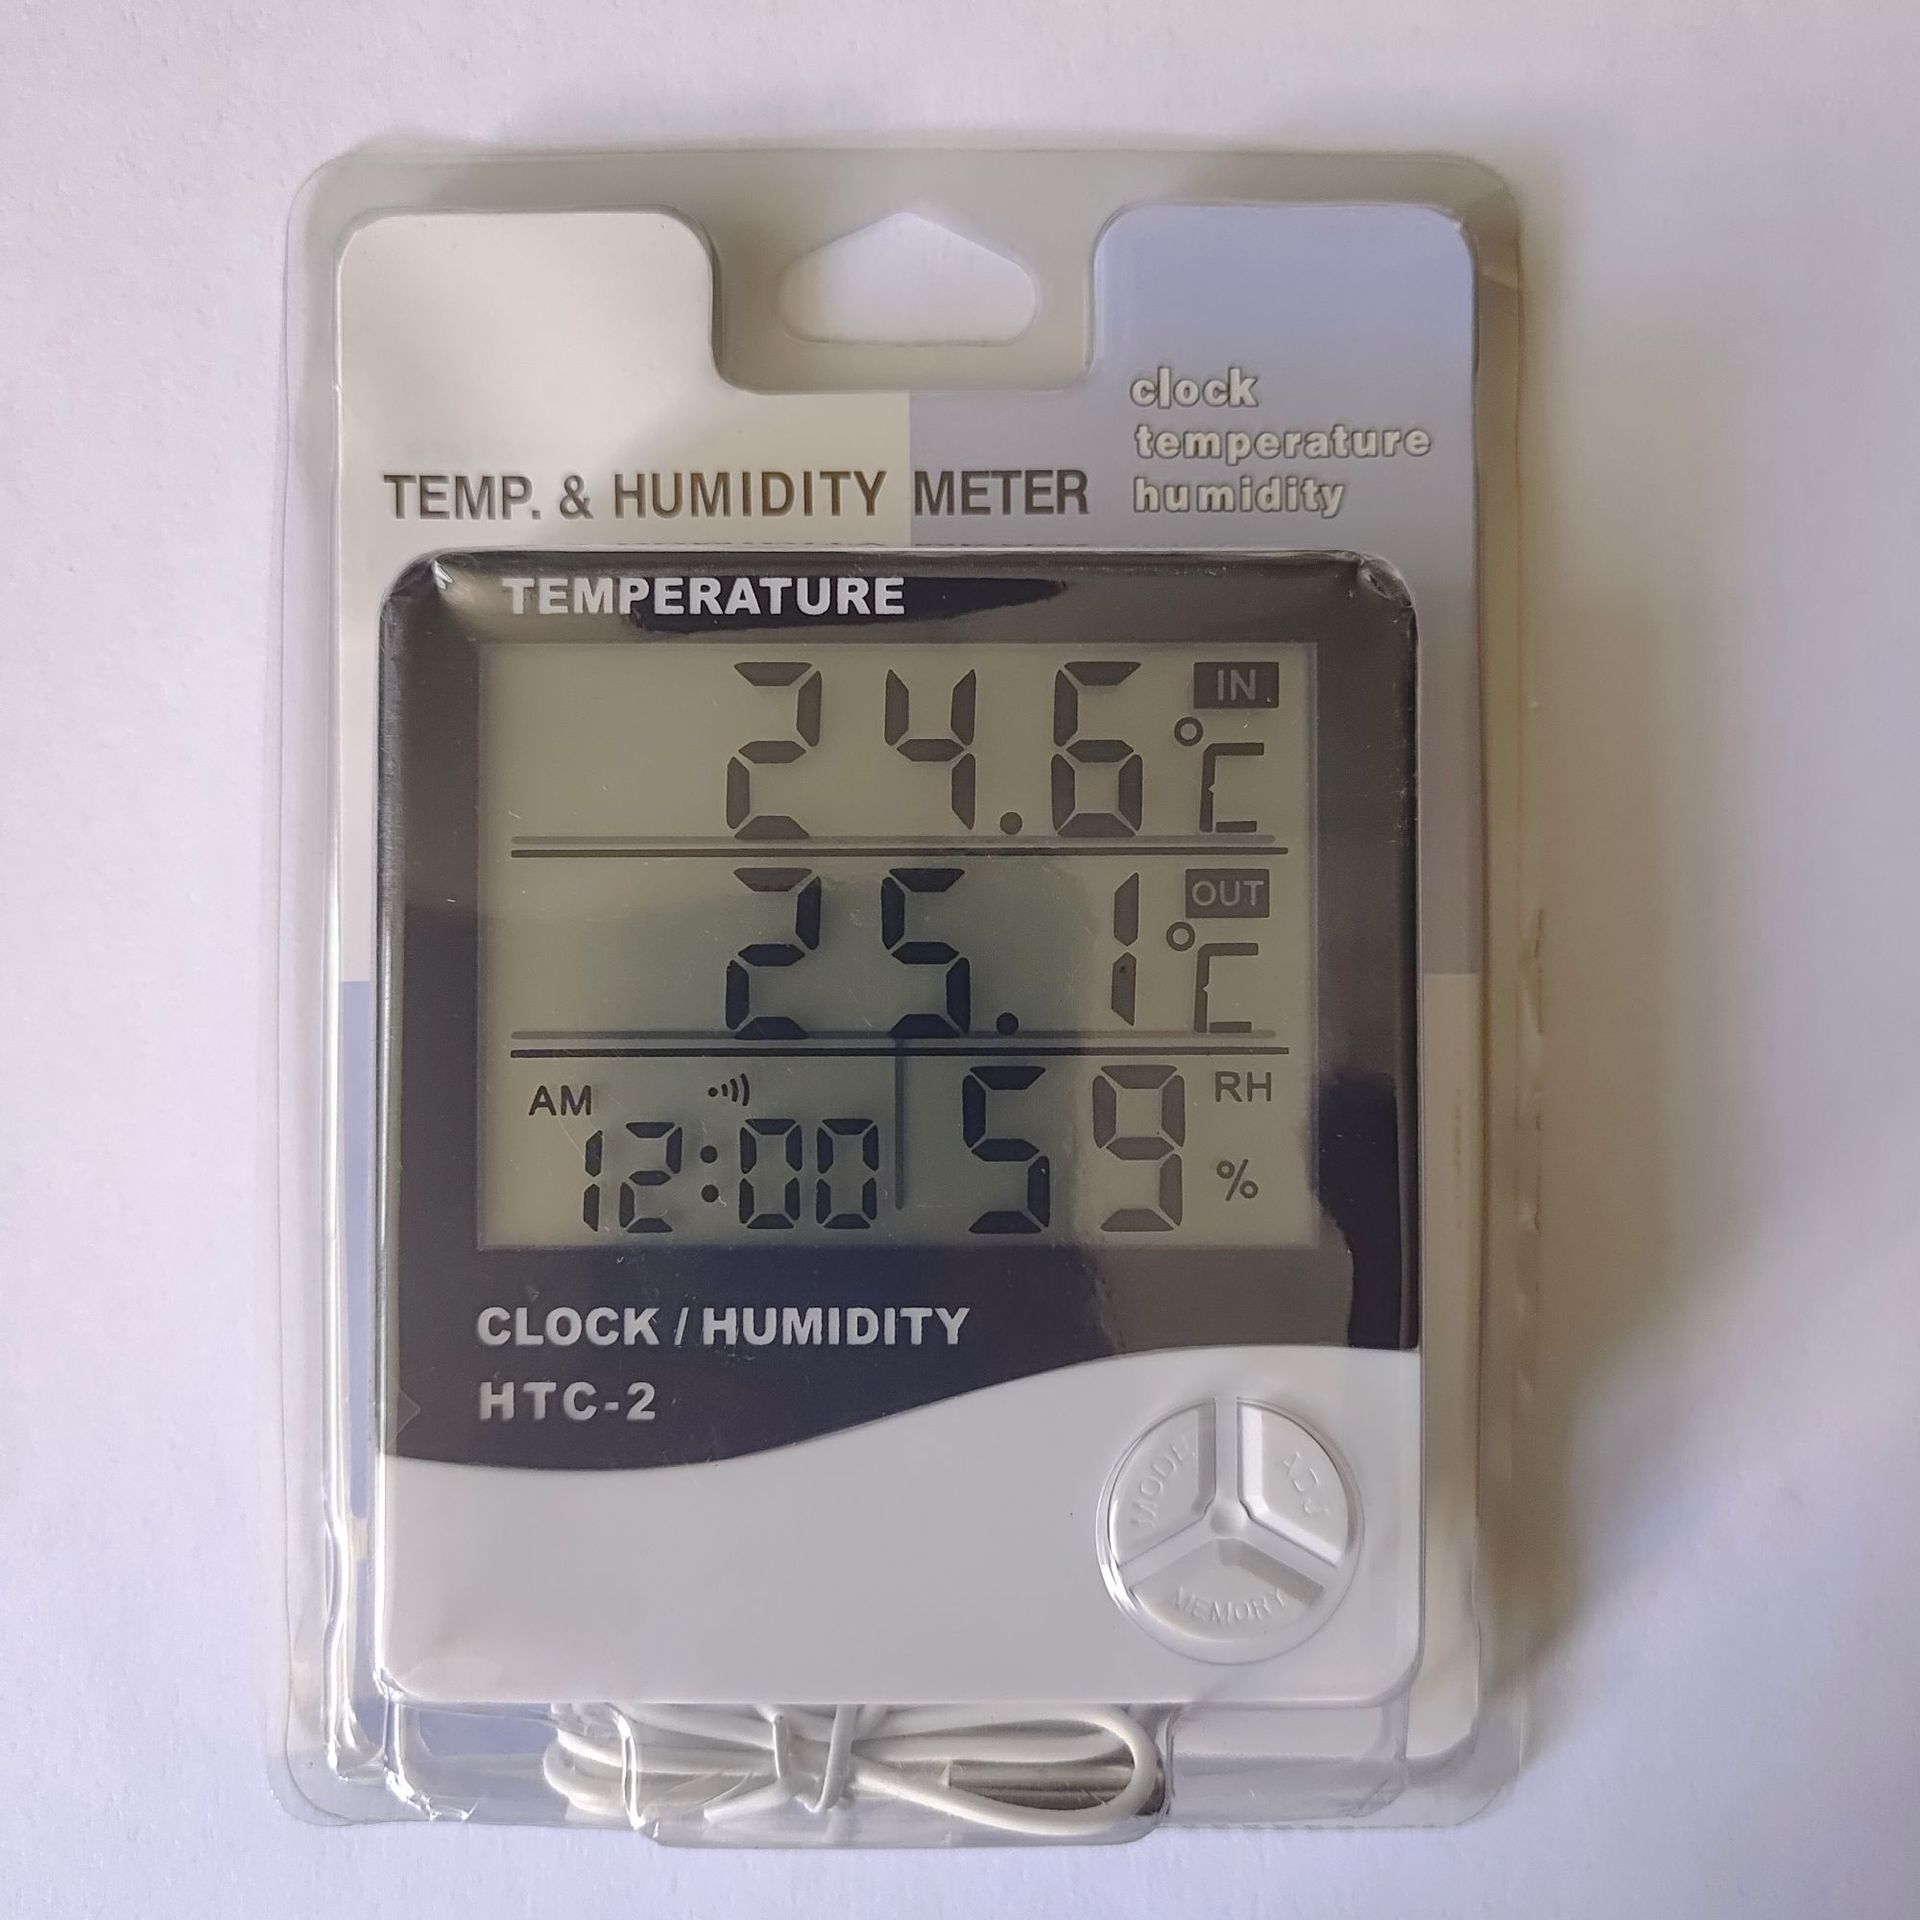 clock
temperature
humidity
TEMP. & HUMIDITY METER
TEMPERATURE
24.6 °C IN
25.1 °C OUT
AM
12:00
59 RH %
CLOCK / HUMIDITY
HTC-2
MODE
ADJ
MEMORY